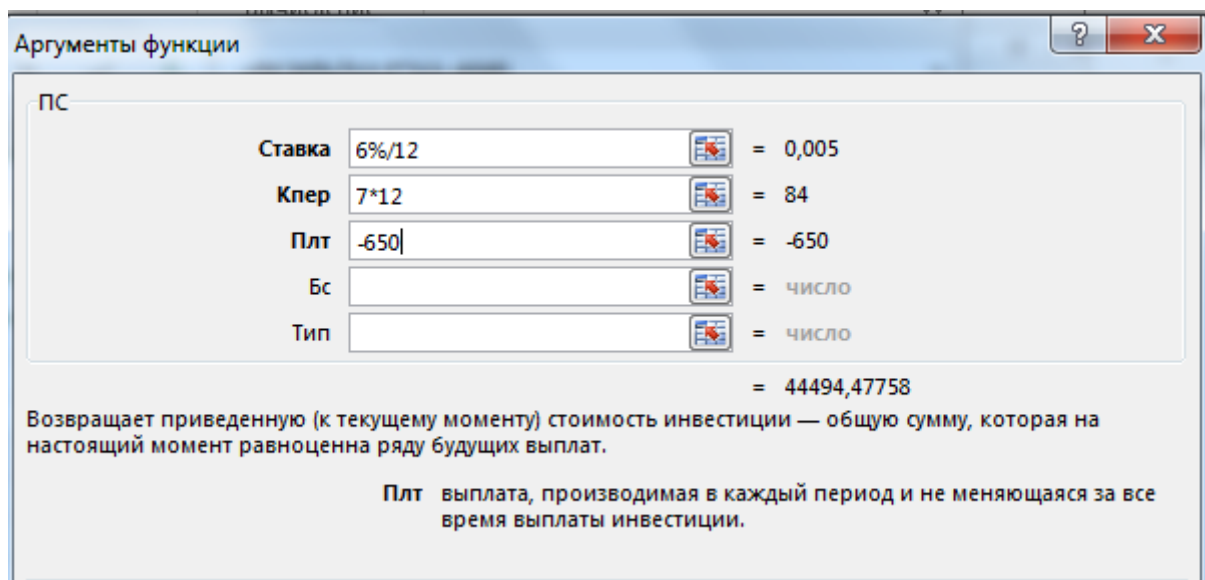 Аргументы функции
ПС
Ставка 6%/12 = 0,005
Кпер 7*12 = 84
Плт -650 = -650
Бс = число
Тип = число
= 44494,47758
Возвращает приведенную (к текущему моменту) стоимость инвестиции — общую сумму, которая на
настоящий момент равноценна ряду будущих выплат.
Плт выплата, производимая в каждый период и не меняющаяся за все
время выплаты инвестиции.